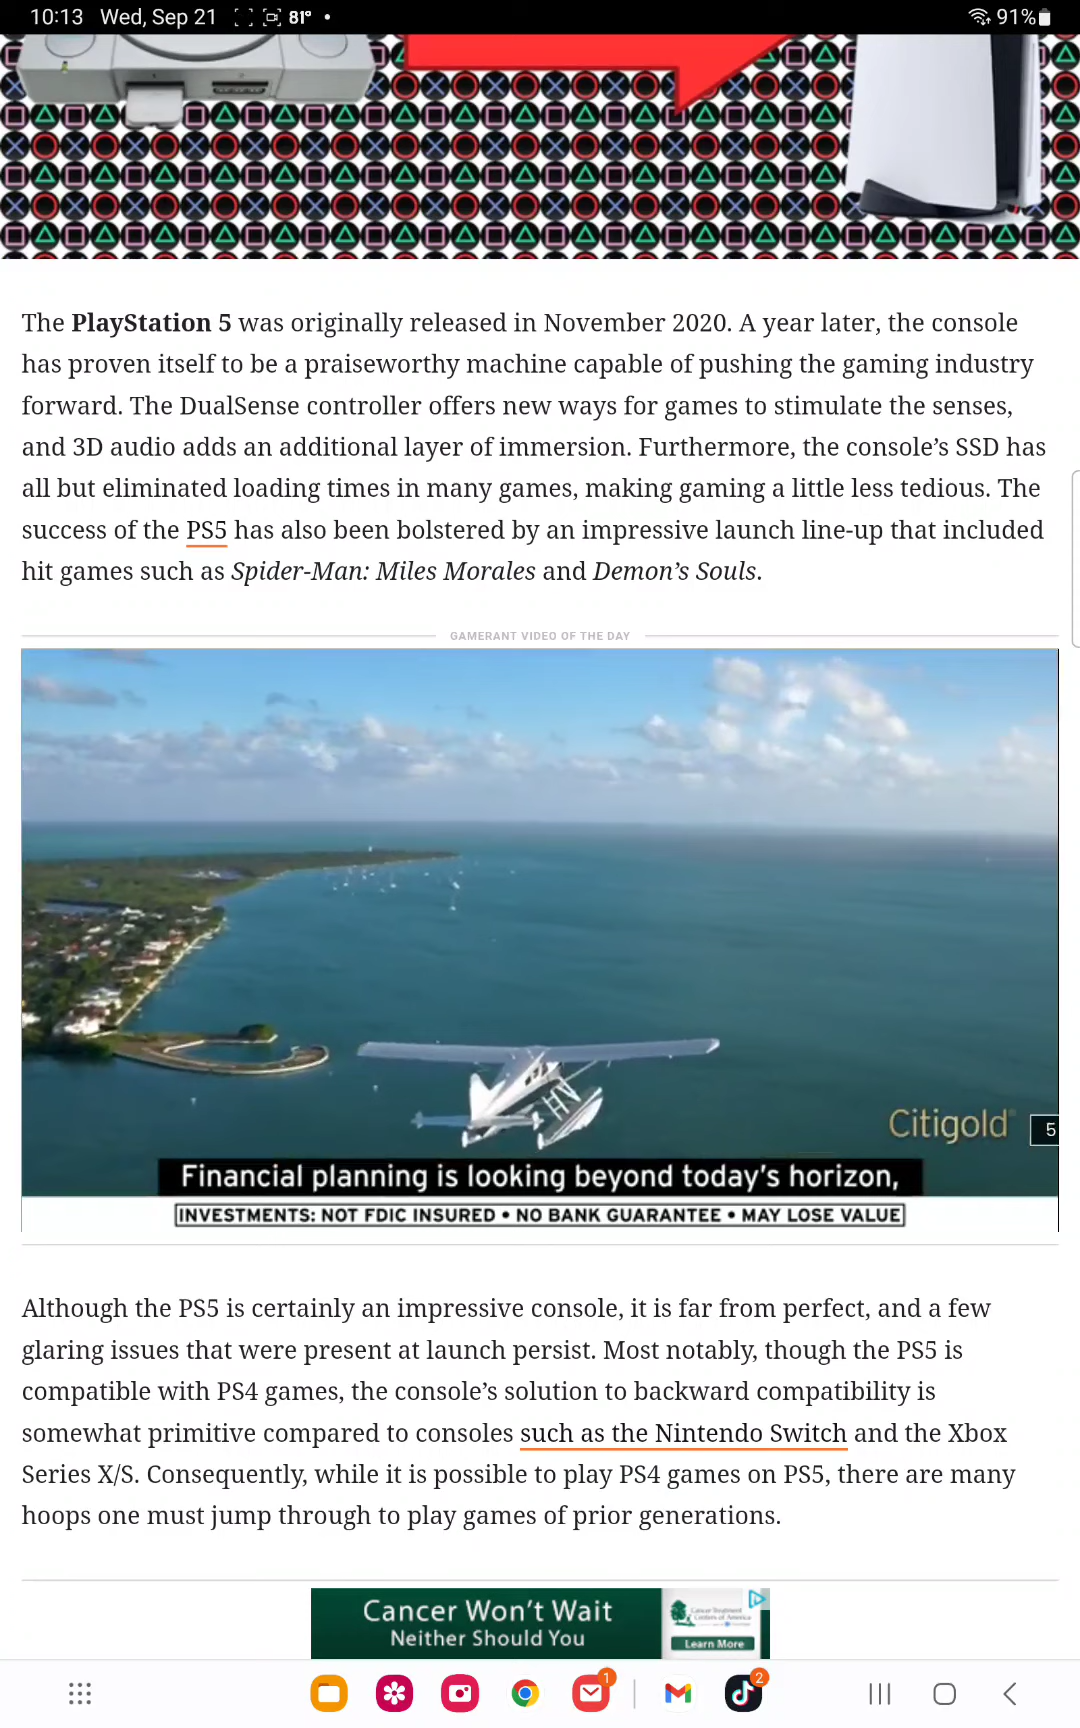 10:13 Wed, Sep 21 81° • 91%
The PlayStation 5 was originally released in November 2020. A year later, the console
has proven itself to be a praiseworthy machine capable of pushing the gaming industry
forward. The DualSense controller offers new ways for games to stimulate the senses,
and 3D audio adds an additional layer of immersion. Furthermore, the console’s SSD has
all but eliminated loading times in many games, making gaming a little less tedious. The
success of the PS5 has also been bolstered by an impressive launch line-up that included
hit games such as Spider-Man: Miles Morales and Demon’s Souls.
GAMERANT VIDEO OF THE DAY
Citigold 5
Financial planning is looking beyond today’s horizon,
INVESTMENTS: NOT FDIC INSURED • NO BANK GUARANTEE • MAY LOSE VALUE
Although the PS5 is certainly an impressive console, it is far from perfect, and a few
glaring issues that were present at launch persist. Most notably, though the PS5 is
compatible with PS4 games, the console’s solution to backward compatibility is
somewhat primitive compared to consoles such as the Nintendo Switch and the Xbox
Series X/S. Consequently, while it is possible to play PS4 games on PS5, there are many
hoops one must jump through to play games of prior generations.
Cancer Won’t Wait
Neither Should You
Cancer Treatment
Centers of America
Learn More
1
2